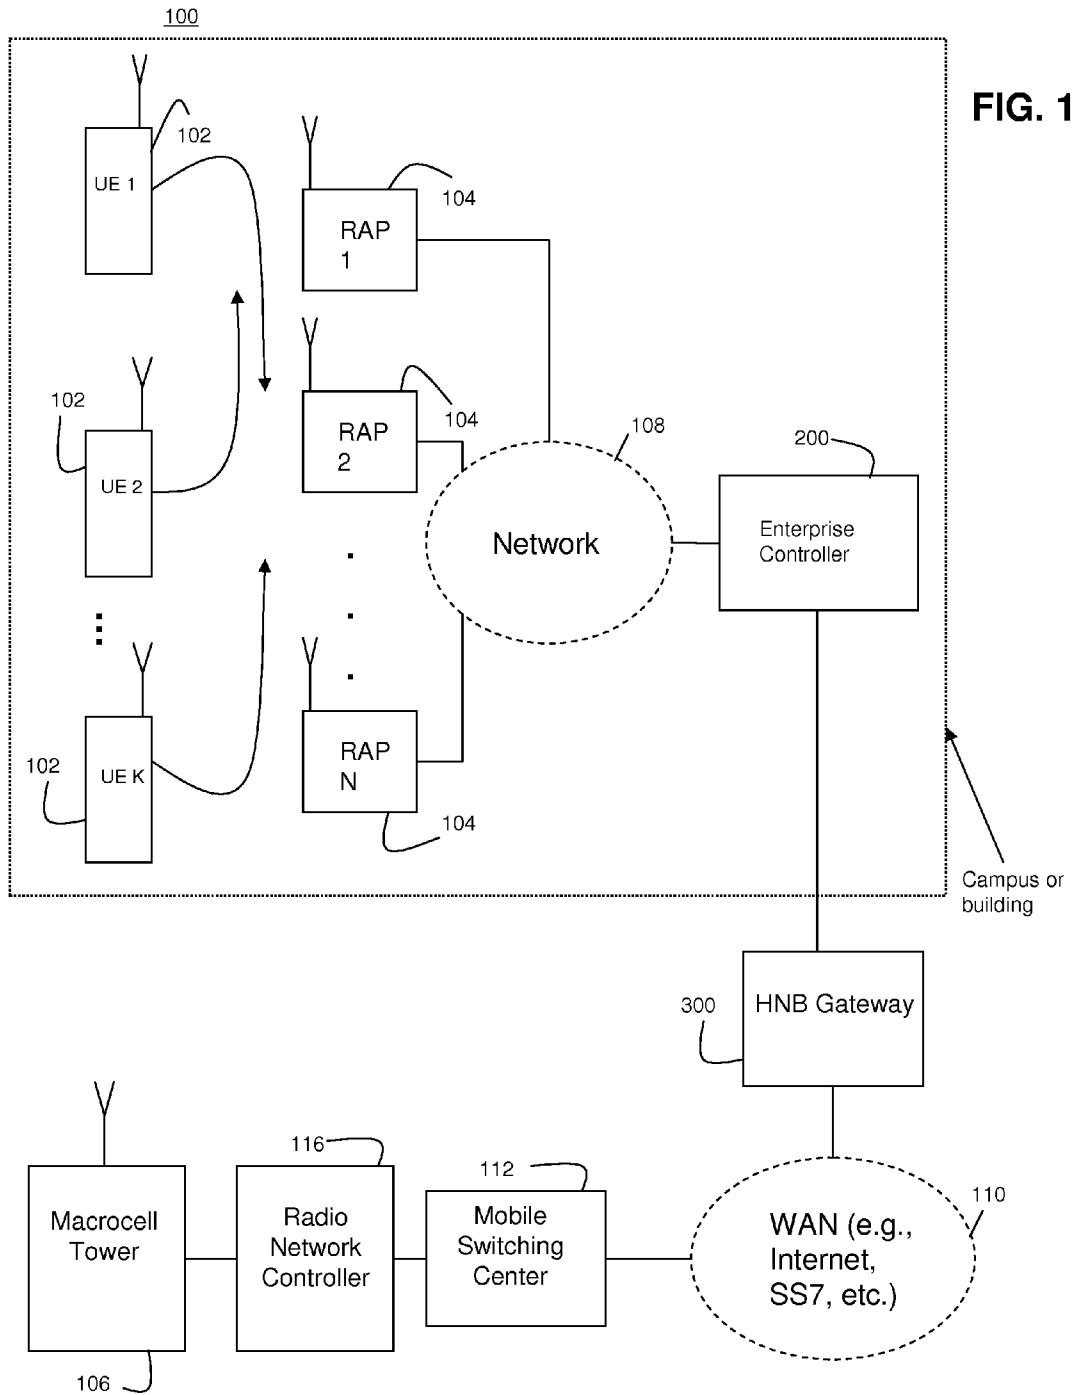 100
FIG. 1
102
UE 1
104
RAP
1
102
UE 2
104
RAP
2
108
200
Network
Enterprise
Controller
102
UE K
RAP
N
104
Campus or
building
300
HNB Gateway
116
112
110
Macrocell
Tower
Radio
Network
Controller
Mobile
Switching
Center
WAN (e.g.,
Internet,
SS7, etc.)
106